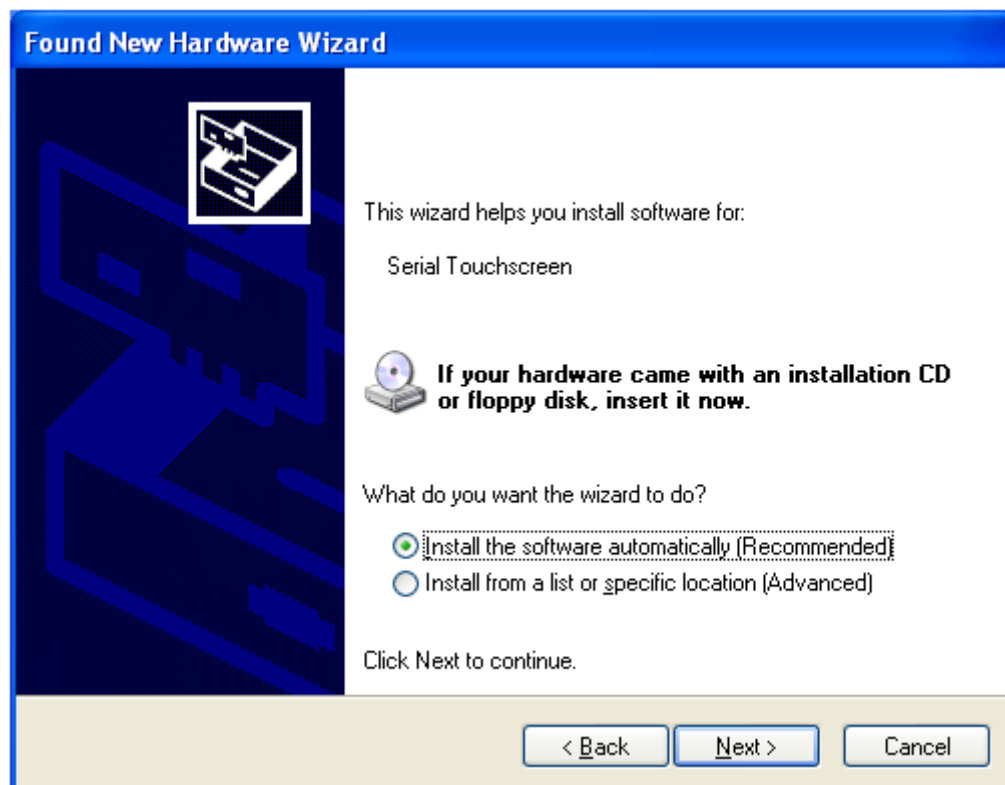 Found New Hardware Wizard
This wizard helps you install software for:
Serial Touchscreen
If your hardware came with an installation CD
or floppy disk, insert it now.
What do you want the wizard to do?
Install the software automatically (Recommended)
Install from a list or specific location (Advanced)
Click Next to continue.
< Back
Next >
Cancel